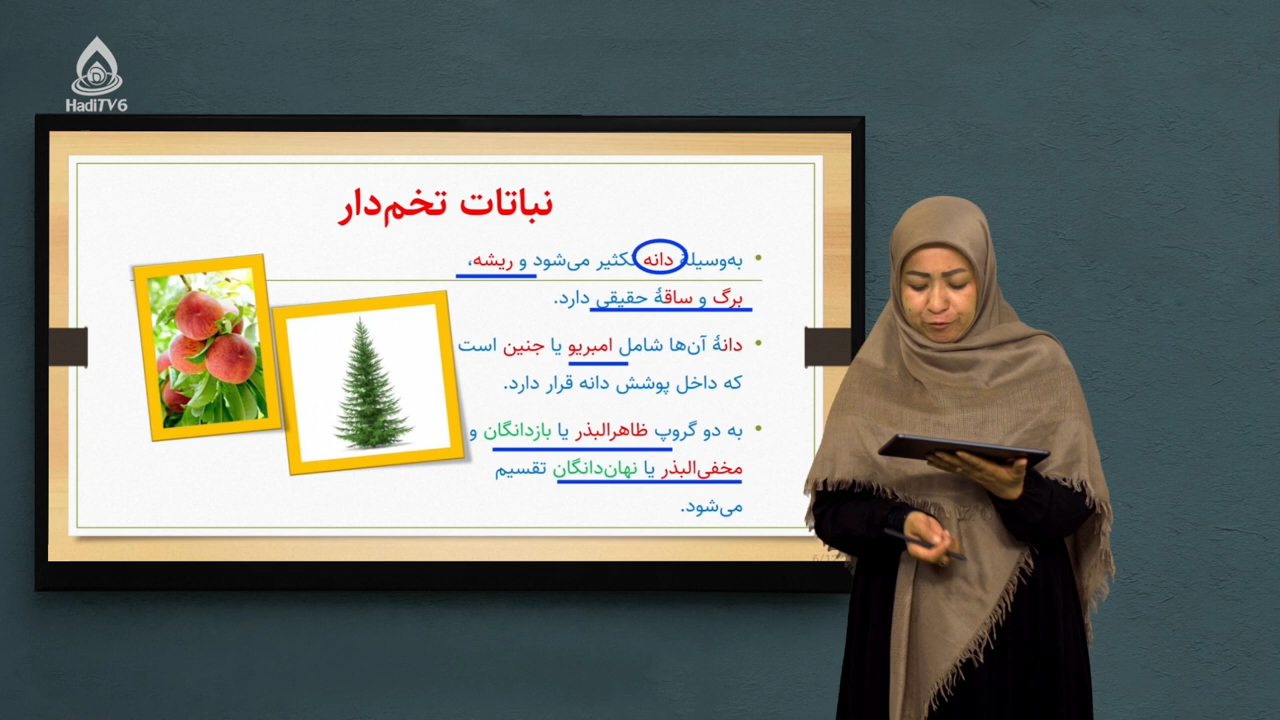 HadiTV6
نباتات تخم‌دار
• به‌وسیلهٔ دانه تکثیر می‌شود و ریشه،
برگ و ساقهٔ حقیقی دارد.
• دانهٔ آن‌ها شامل امبریو یا جنین است
که داخل پوشش دانه قرار دارد.
• به دو گروپ ظاهرالبذر یا بازدانگان و
مخفی‌البذر یا نهان‌دانگان تقسیم
می‌شود.